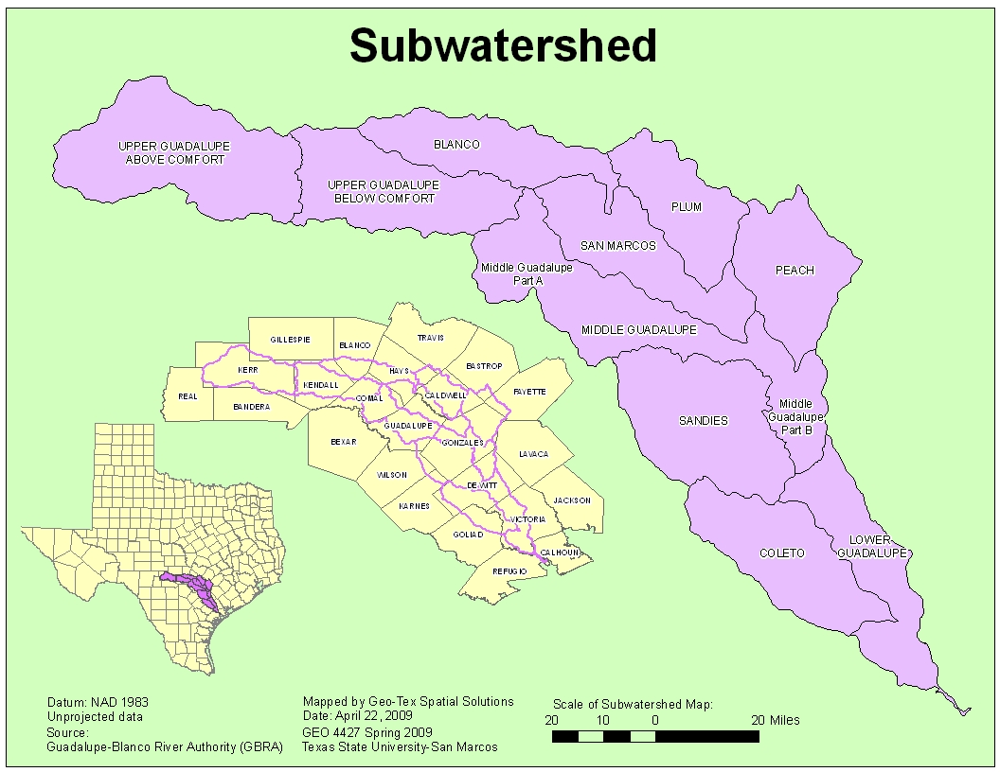 Subwatershed
UPPER GUADALUPE
ABOVE COMFORT
BLANCO
UPPER GUADALUPE
BELOW COMFORT
PLUM
SAN MARCOS
PEACH
Middle Guadalupe
Part A
MIDDLE GUADALUPE
SANDIES
Middle
Guadalupe
Part B
COLETO
LOWER
GUADALUPE
GILLESPIE
BLANCO
TRAVIS
KERR
HAYS
BASTROP
REAL
KENDALL
COMAL
CALDWELL
FAYETTE
BANDERA
GUADALUPE
BEXAR
GONZALES
LAVACA
WILSON
DEWITT
KARNES
JACKSON
VICTORIA
GOLIAD
CALHOUN
REFUGIO
Datum: NAD 1983
Unprojected data
Source:
Guadalupe-Blanco River Authority (GBRA)
Mapped by Geo-Tex Spatial Solutions
Date: April 22, 2009
GEO 4427 Spring 2009
Texas State University-San Marcos
Scale of Subwatershed Map:
20 10 0 20 Miles